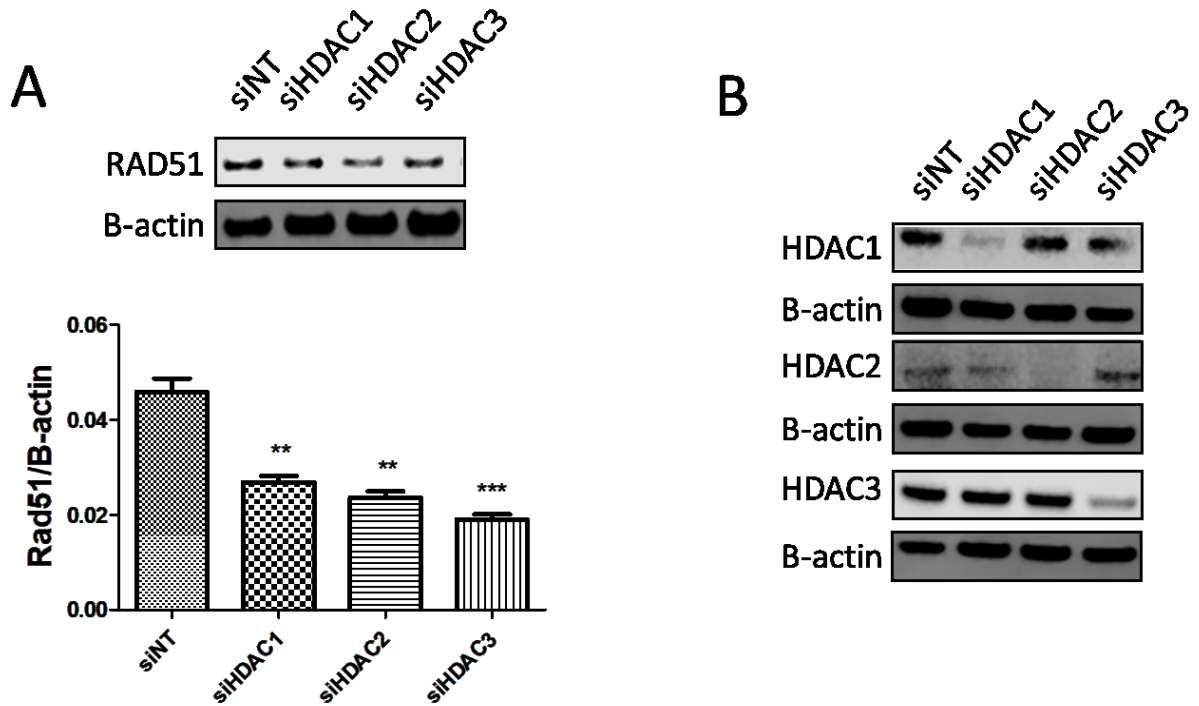 A
siNT
siHDAC1
siHDAC2
siHDAC3
RAD51
B-actin
0.06
0.04
0.02
0.00
Rad51/B-actin
**
**
***
siNT
siHDAC1
siHDAC2
siHDAC3
B
siNT
siHDAC1
siHDAC2
siHDAC3
HDAC1
B-actin
HDAC2
B-actin
HDAC3
B-actin